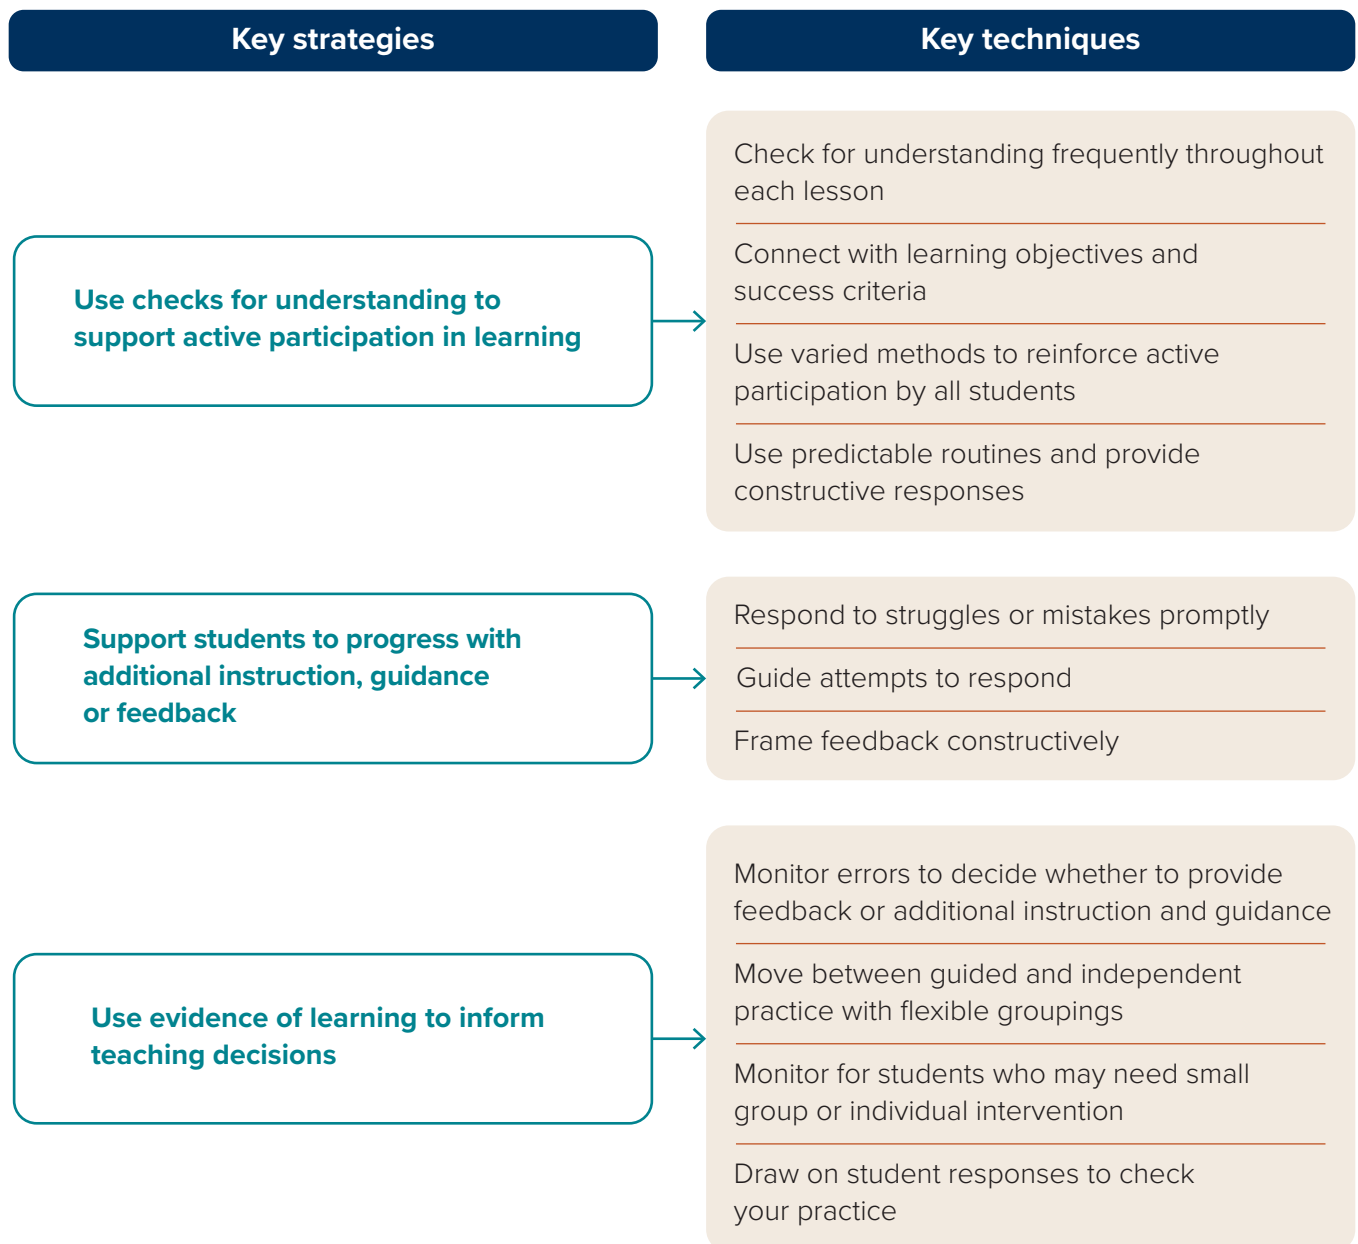 Key strategies
Key techniques
Use checks for understanding to
support active participation in learning
Check for understanding frequently throughout
each lesson
Connect with learning objectives and
success criteria
Use varied methods to reinforce active
participation by all students
Use predictable routines and provide
constructive responses
Support students to progress with
additional instruction, guidance
or feedback
Respond to struggles or mistakes promptly
Guide attempts to respond
Frame feedback constructively
Use evidence of learning to inform
teaching decisions
Monitor errors to decide whether to provide
feedback or additional instruction and guidance
Move between guided and independent
practice with flexible groupings
Monitor for students who may need small
group or individual intervention
Draw on student responses to check
your practice